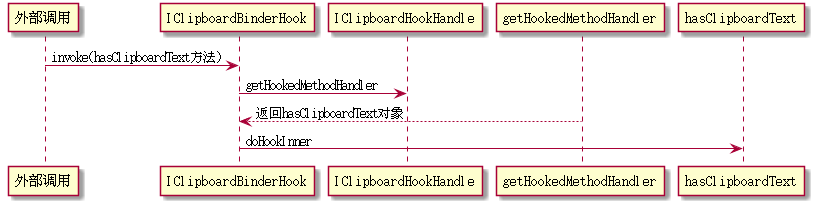 外部调用 IClipboardBinderHook IClipboardHookHandle getHookedMethodHandler hasClipboardText
invoke(hasClipboardText方法)
getHookedMethodHandler
返回hasClipboardText对象
doHookInner
外部调用 IClipboardBinderHook IClipboardHookHandle getHookedMethodHandler hasClipboardText